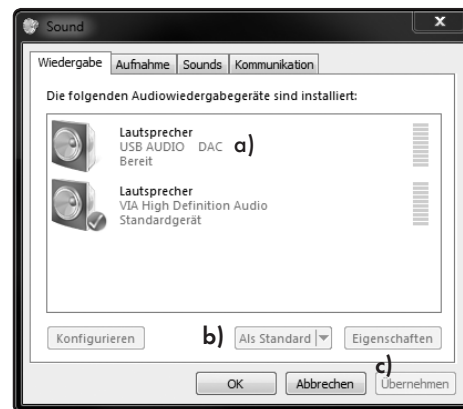 Sound
x
Wiedergabe Aufnahme Sounds Kommunikation
Die folgenden Audiowiedergabegeräte sind installiert:
Lautsprecher
USB AUDIO DAC a)
Bereit
Lautsprecher
VIA High Definition Audio
Standardgerät
Konfigurieren b) Als Standard Eigenschaften
c)
OK Abbrechen Übernehmen